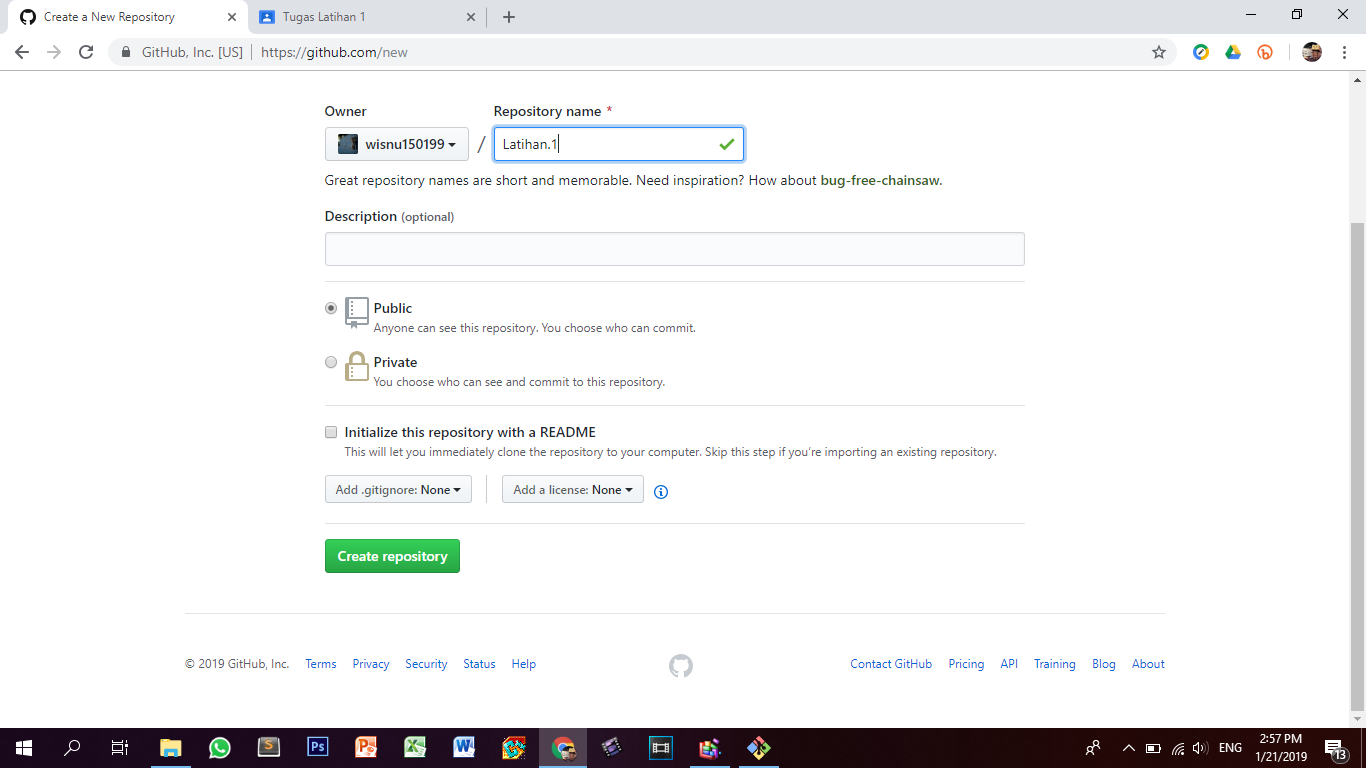 Create a New Repository
Tugas Latihan 1
GitHub, Inc. [US] https://github.com/new
Owner
Repository name *
wisnu150199 / Latihan.1
Great repository names are short and memorable. Need inspiration? How about bug-free-chainsaw.
Description (optional)
Public
Anyone can see this repository. You choose who can commit.
Private
You choose who can see and commit to this repository.
Initialize this repository with a README
This will let you immediately clone the repository to your computer. Skip this step if you're importing an existing repository.
Add .gitignore: None
Add a license: None
Create repository
© 2019 GitHub, Inc. Terms Privacy Security Status Help
Contact GitHub Pricing API Training Blog About
ENG
2:57 PM
1/21/2019
13